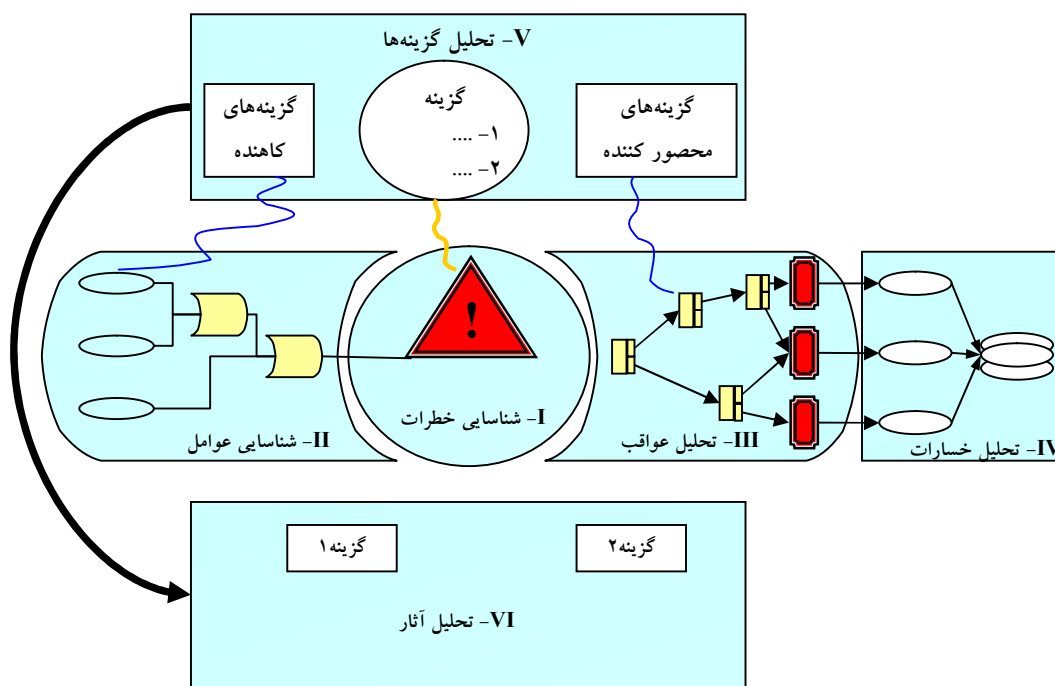 V- تحلیل گزینه‌ها
گزینه‌های
محصور کننده
گزینه
۱- ....
۲- ....
گزینه‌های
کاهنده
!
I- شناسایی خطرات
II- شناسایی عوامل
III- تحلیل عواقب
IV- تحلیل خسارات
گزینه۲
گزینه۱
VI- تحلیل آثار